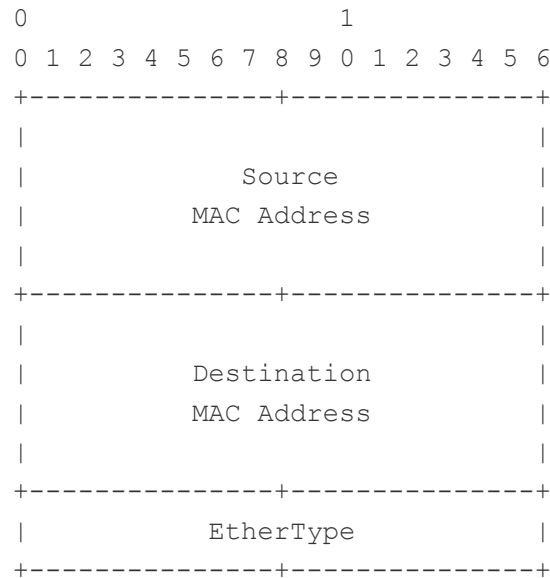 0                   1
0 1 2 3 4 5 6 7 8 9 0 1 2 3 4 5 6
+---------------+---------------+
|                               |
|             Source            |
|          MAC Address          |
|                               |
+---------------+---------------+
|                               |
|          Destination          |
|          MAC Address          |
|                               |
+---------------+---------------+
|           EtherType           |
+---------------+---------------+